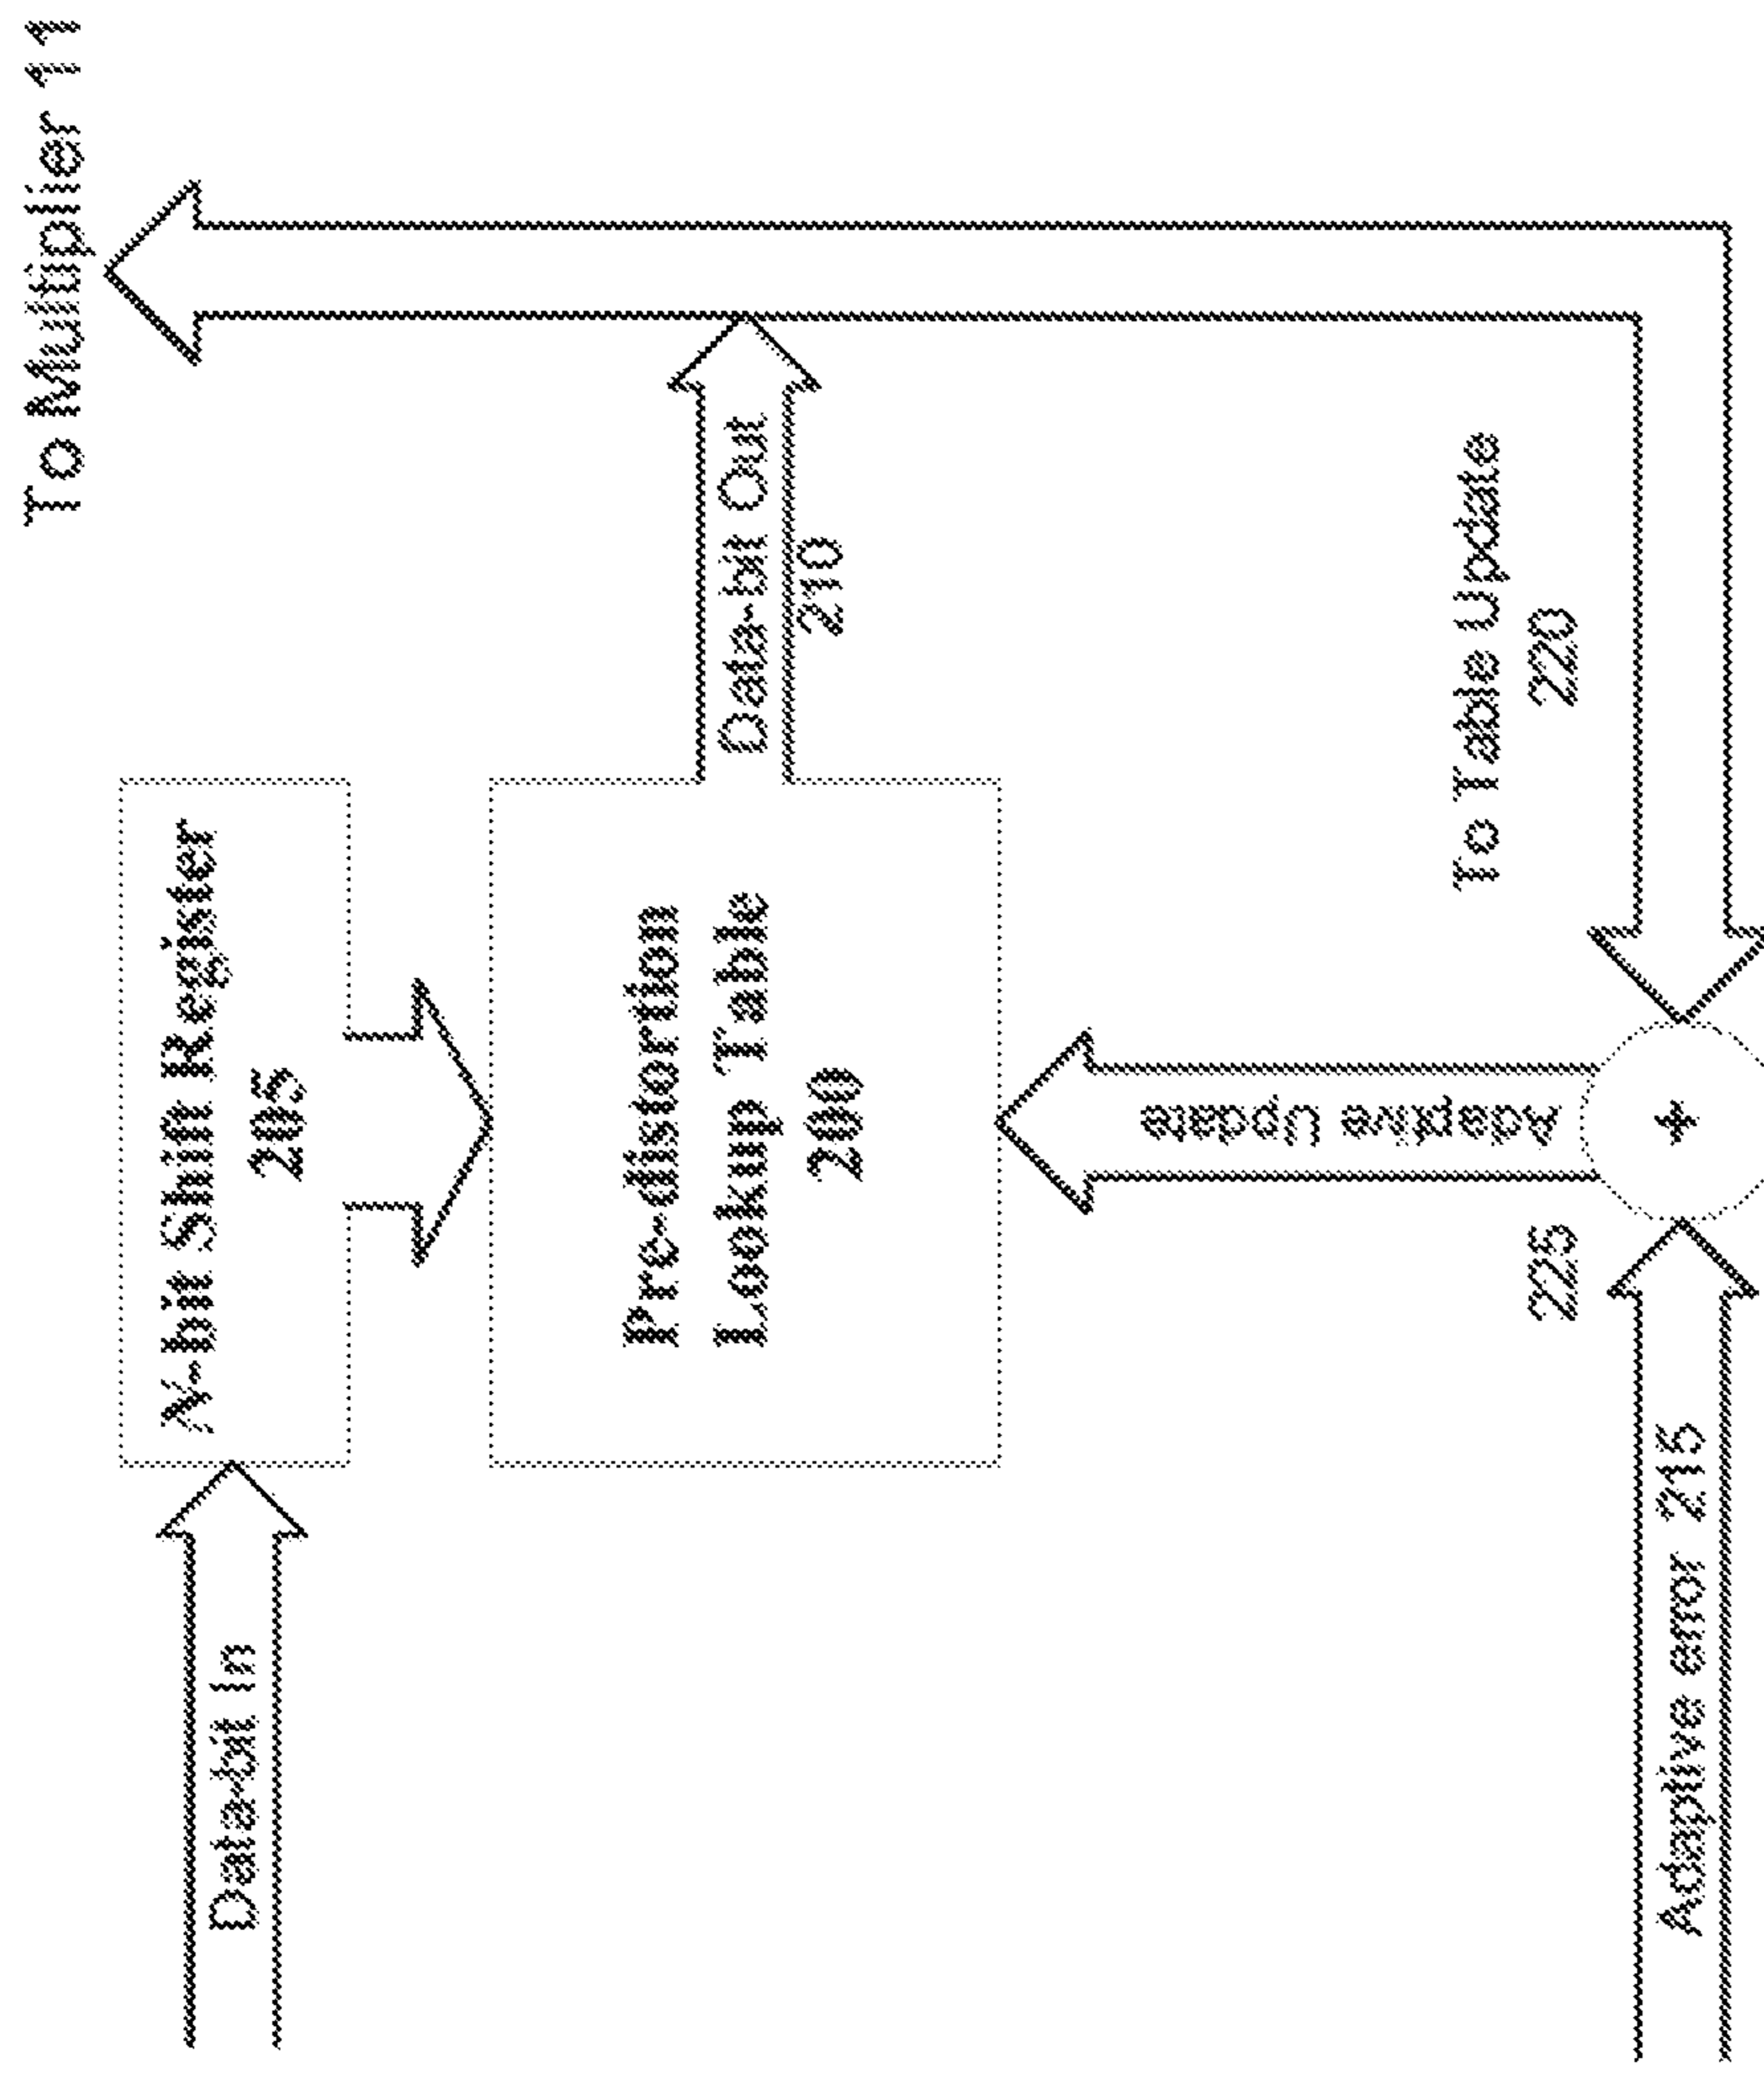 To Multiplier 11
Data-bit In
N-bit Shift Register
205
Pre-distortion
Lookup Table
200
Data-bit Out
210
Adaptive Update
To Table Update
220
225
Adaptive error 215
+